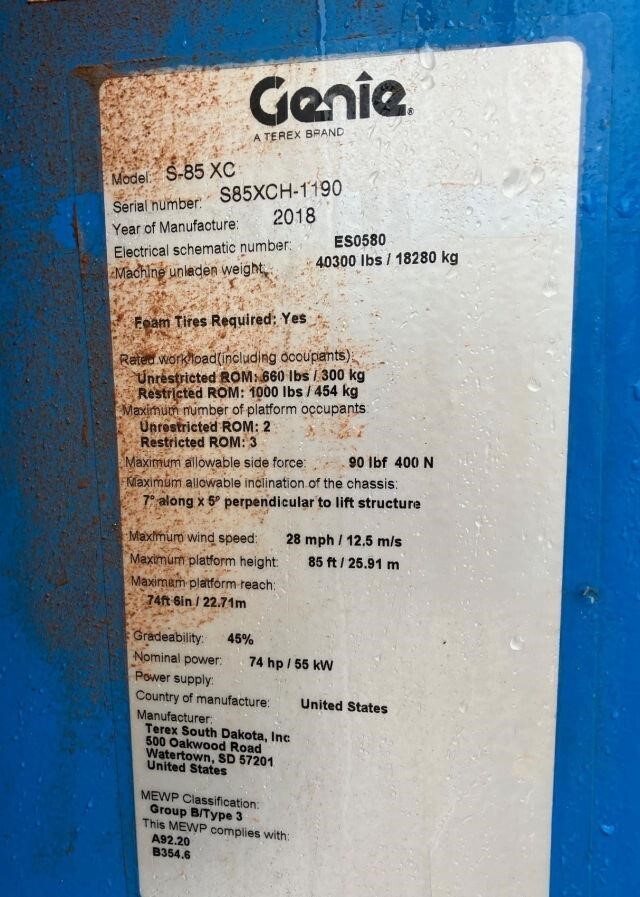 Genie®
A TEREX BRAND
Model: S-85 XC
Serial number: S85XCH-1190
Year of Manufacture: 2018
Electrical schematic number: ES0580
Machine unladen weight: 40300 lbs / 18280 kg
Foam Tires Required: Yes
Rated work load(including occupants):
Unrestricted ROM: 660 lbs / 300 kg
Restricted ROM: 1000 lbs / 454 kg
Maximum number of platform occupants:
Unrestricted ROM: 2
Restricted ROM: 3
Maximum allowable side force: 90 lbf 400 N
Maximum allowable inclination of the chassis:
7° along x 5° perpendicular to lift structure
Maximum wind speed: 28 mph / 12.5 m/s
Maximum platform height: 85 ft / 25.91 m
Maximum platform reach:
74ft 6in / 22.71m
Gradeability: 45%
Nominal power: 74 hp / 55 kW
Power supply:
Country of manufacture: United States
Manufacturer:
Terex South Dakota, Inc
500 Oakwood Road
Watertown, SD 57201
United States
MEWP Classification:
Group B/Type 3
This MEWP complies with:
A92.20
B354.6